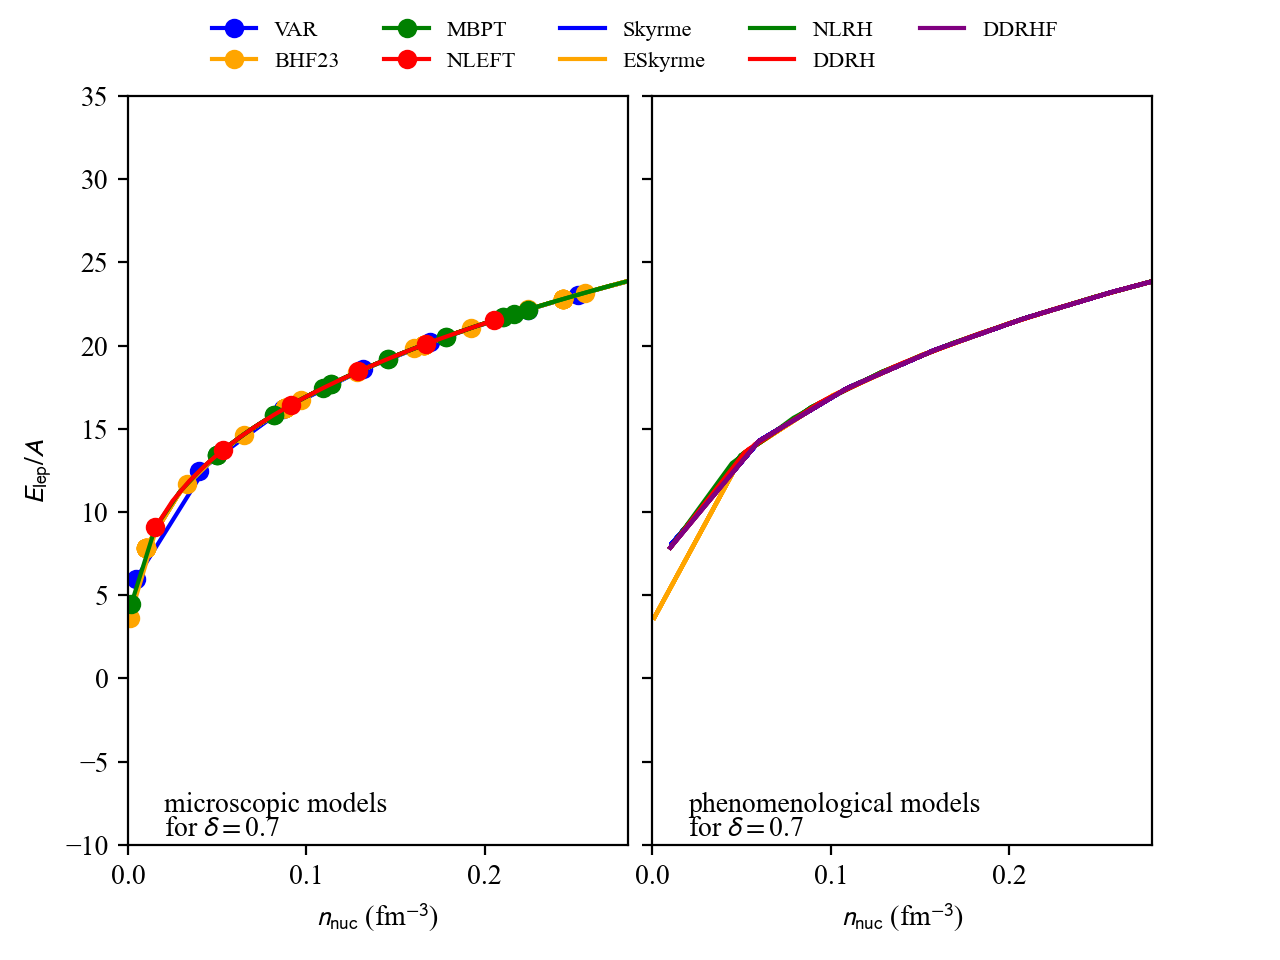 VAR
BHF23
MBPT
NLEFT
Skyrme
ESkyrme
NLRH
DDRH
DDRHF
35
30
25
20
15
10
5
0
−5
−10
E_lep/A
microscopic models
for δ = 0.7
0.0 0.1 0.2
n_nuc (fm⁻³)
phenomenological models
for δ = 0.7
0.0 0.1 0.2
n_nuc (fm⁻³)